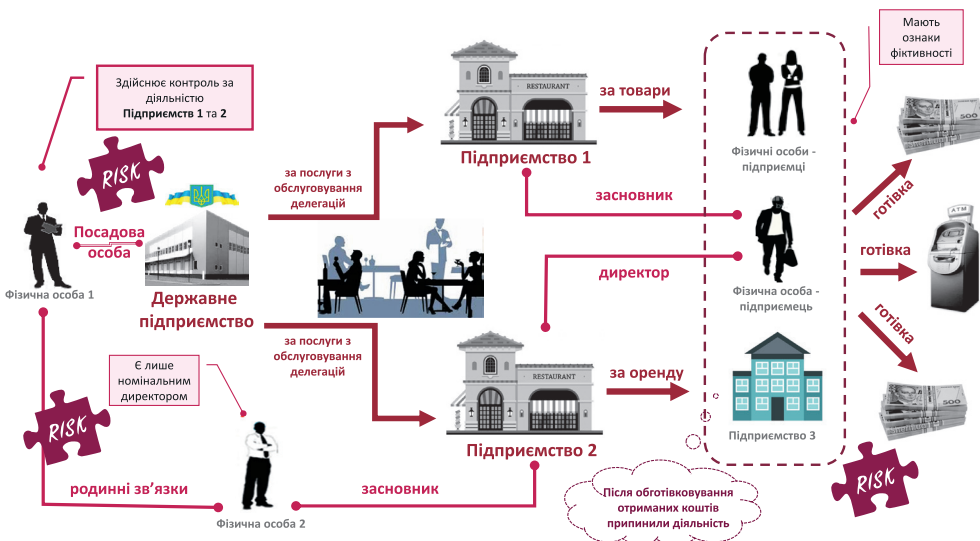 Мають
ознаки
фіктивності
Здійснює контроль за
діяльністю
Підприємств 1 та 2
RISK
RESTAURANT
за товари
Підприємство 1
Фізичні особи -
підприємці
500
готівка
за послуги з
обслуговування
делегацій
засновник
ATM
Посадова
особа
Фізична особа 1
Державне
підприємство
директор
Фізична особа -
підприємець
готівка
готівка
за послуги з
обслуговування
делегацій
Є лише
номінальним
директором
RESTAURANT
за оренду
500
RISK
Підприємство 3
Підприємство 2
RISK
родинні зв’язки
засновник
Після обготівковування
отриманих коштів
припинили діяльність
Фізична особа 2